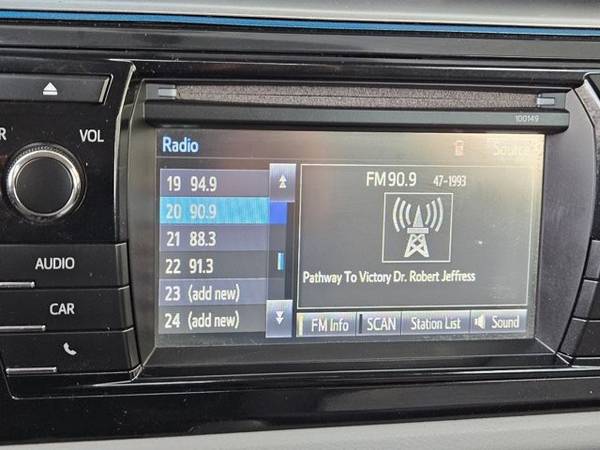 100149
R
VOL
AUDIO
CAR
Radio
Source
19 94.9
20 90.9
21 88.3
22 91.3
23 (add new)
24 (add new)
FM 90.9 47-1993
Pathway To Victory Dr. Robert Jeffress
FM Info
SCAN
Station List
Sound